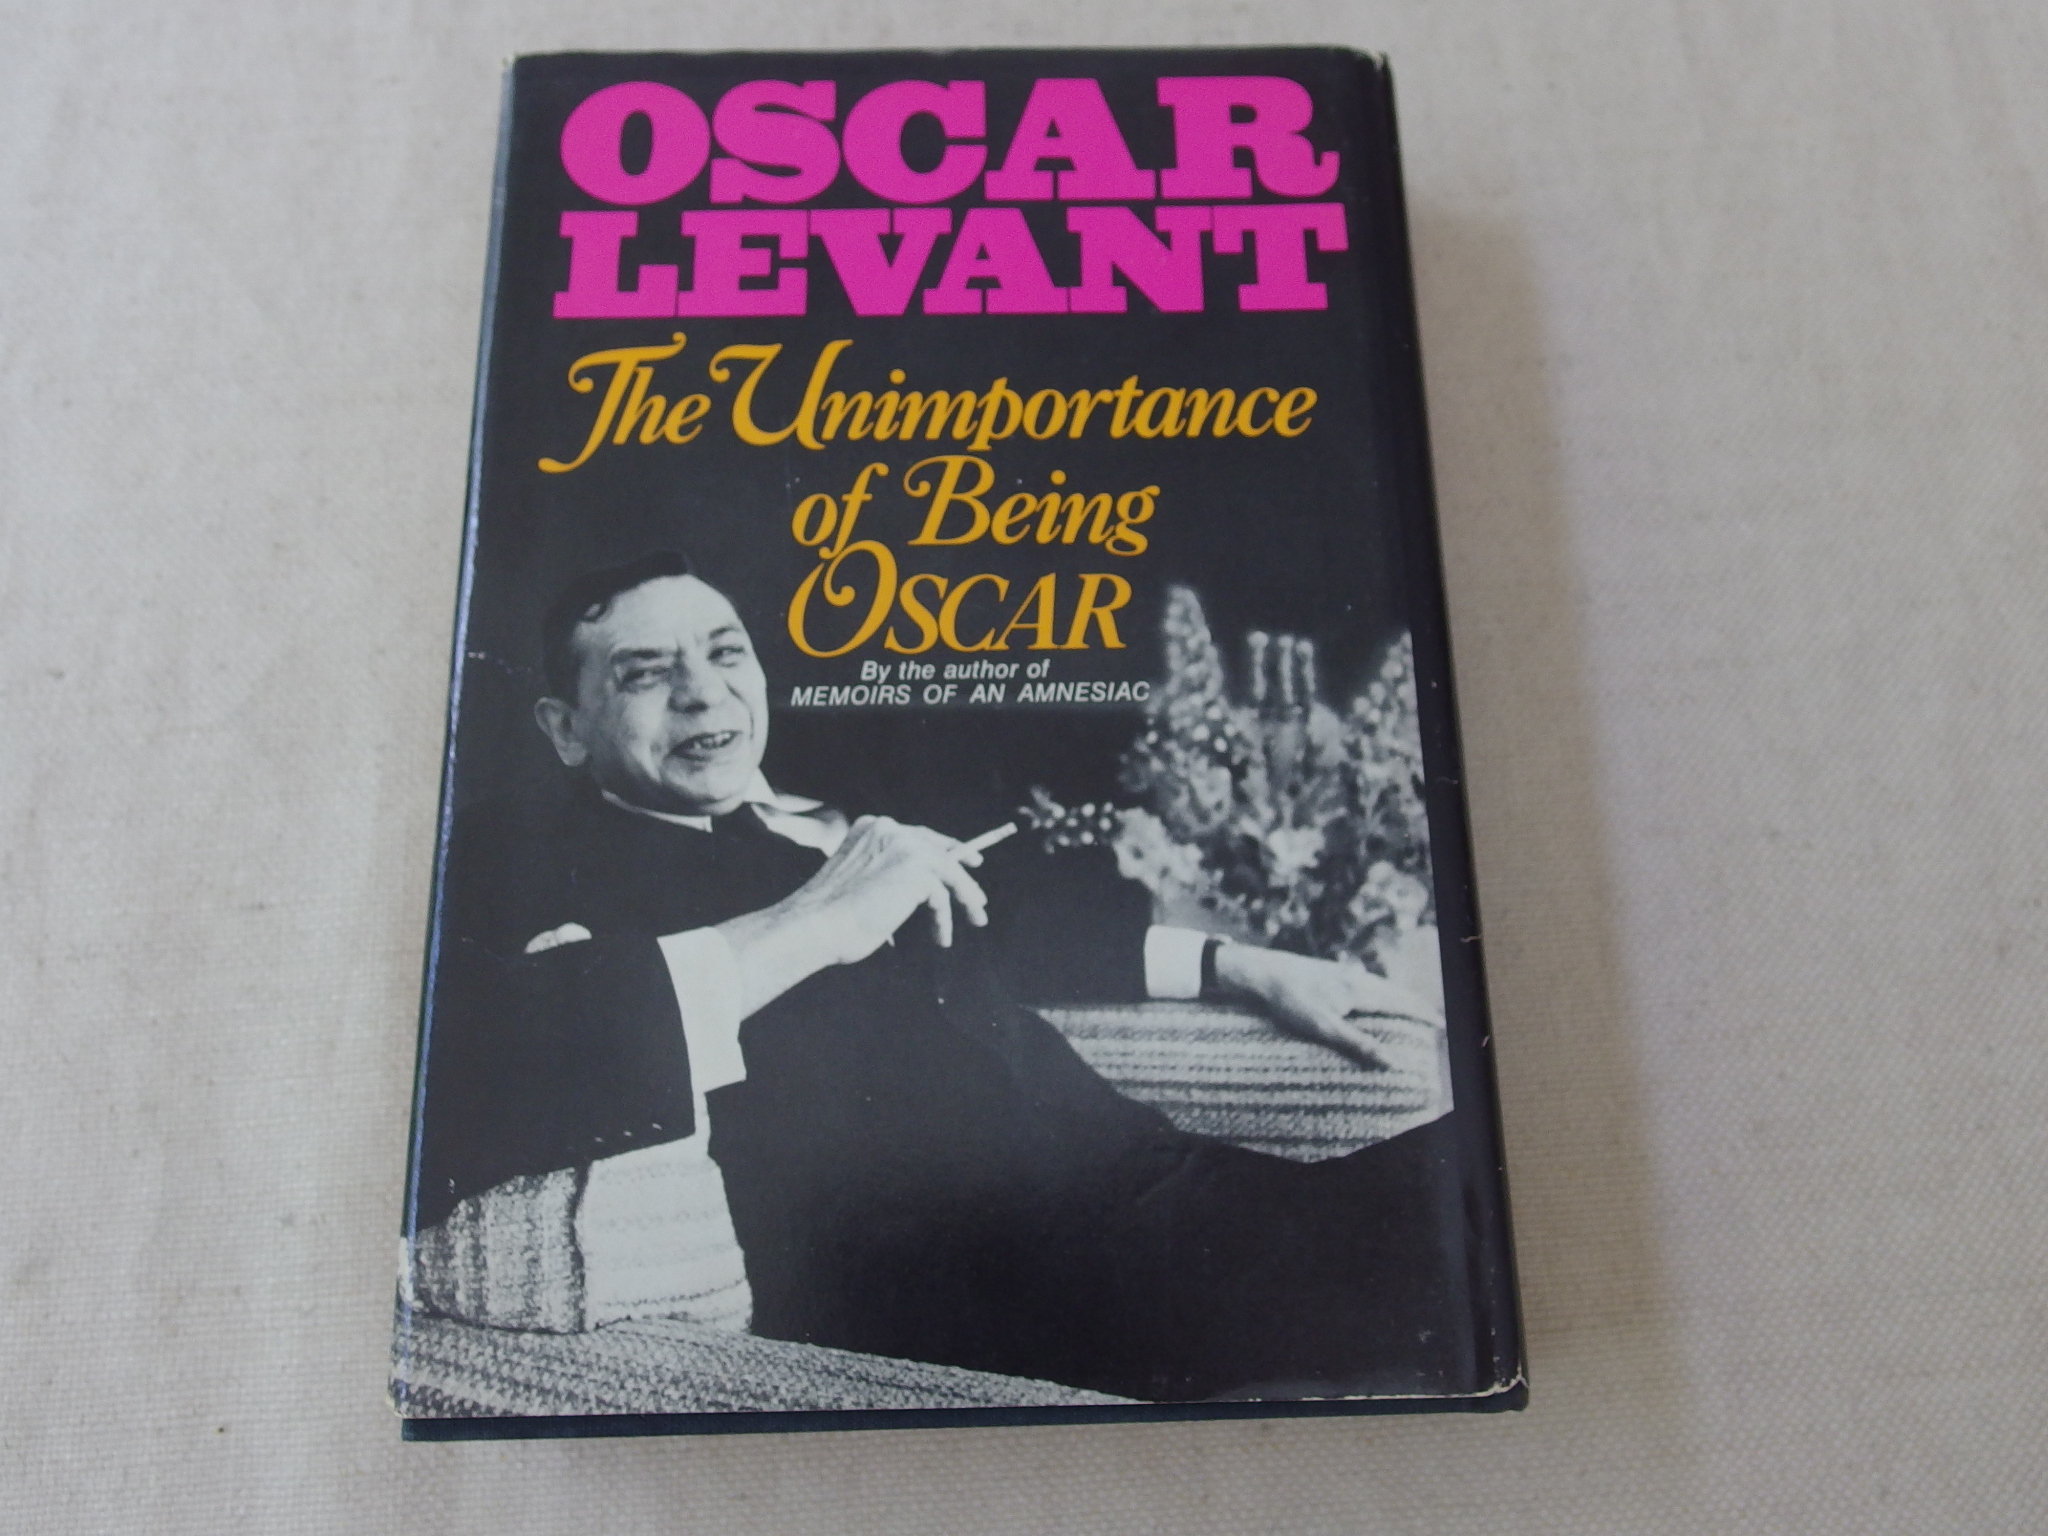 OSCAR
LEVANT
The Unimportance
of Being
OSCAR
By the author of
MEMOIRS OF AN AMNESIAC